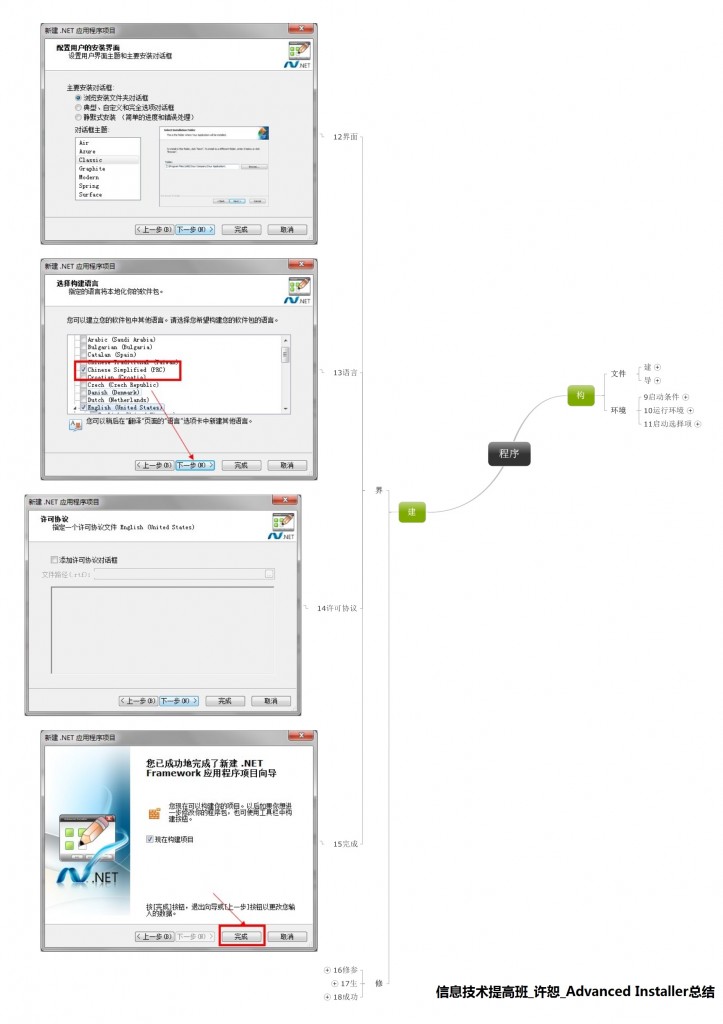 新建 .NET 应用程序项目
配置用户的安装界面
设置用户界面主题和主要安装对话框
.NET
主要安装对话框:
浏览安装文件夹对话框
典型、自定义和完全选项对话框
静默式安装 (简单的进度和错误处理)
对话框主题:
Air
Azure
Classic
Graphite
Modern
Spring
Surface
<上一步(B) 下一步(N) > 完成 取消
12界面
新建 .NET 应用程序项目
选择构建语言
指定的语言将本地化你的软件包。
.NET
您可以建立您的软件包中其他语言。请选择您希望构建您的软件包的语言。
Arabic (Saudi Arabia)
Bulgarian (Bulgaria)
Catalan (Spain)
Chinese Traditional (Taiwan)
Chinese Simplified (PRC)
Croatian (Croatia)
Czech (Czech Republic)
Danish (Denmark)
Dutch (Netherlands)
English (United States)
您可以稍后在"翻译"页面的"语言"选项卡中新建其他语言。
<上一步(B) 下一步(N) > 完成 取消
13语言
新建 .NET 应用程序项目
许可协议
指定一个许可协议文件 English (United States)
.NET
添加许可协议对话框
文件路径(.rtf):
<上一步(B) 下一步(N) > 完成 取消
14许可协议
新建 .NET 应用程序项目
您已成功地完成了新建 .NET
Framework 应用程序项目向导
您现在可以构建你的项目。以后如果你想进
一步修改你的程序包，也可使用工具栏中构
建按钮。
现在构建项目
.NET
按[完成]按钮，退出向导或[上一步]按钮以更改您输
入的数据。
<上一步(B) 下一步(N) > 完成 取消
15完成
界
建
程序
构
文件
建
导
环境
9启动条件
10运行环境
11启动选择项
16修参
17生
18成功
修
信息技术提高班_许恕_Advanced Installer总结